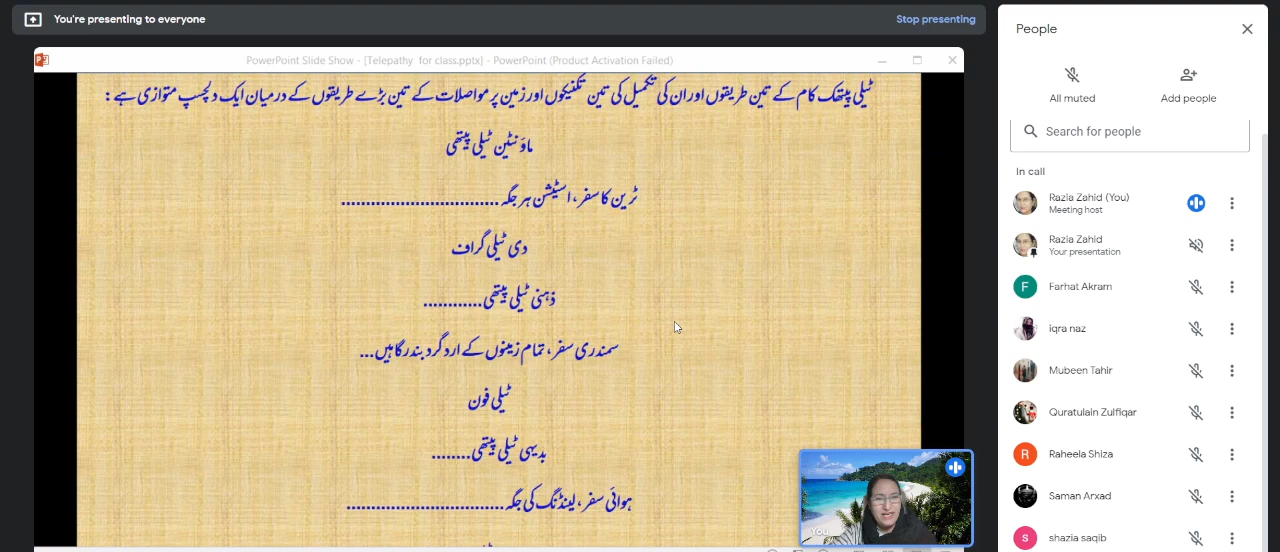 You're presenting to everyone
Stop presenting
PowerPoint Slide Show - [Telepathy for class.pptx] - PowerPoint (Product Activation Failed)
ٹیلی پیتھک کام کے تین طریقوں اور ان کی تکمیل کی تین تکنیکوں اور زمین پر مواصلات کے تین بڑے طریقوں کے درمیان ایک دلچسپ متوازی ہے :
ماؤنٹین ٹیلی پیتھی
ٹرین کا سفر، اسٹیشن ہر جگہ ................................
دی ٹیلی گراف
ذہنی ٹیلی پیتھی............
سمندری سفر، تمام زمینوں کے ارد گرد بندرگاہیں...
ٹیلی فون
بدیہی ٹیلی پیتھی........
ہوائی سفر، لینڈنگ کی جگہ ................................
You
People
All muted
Add people
Search for people
In call
Razia Zahid (You)
Meeting host
Razia Zahid
Your presentation
F
Farhat Akram
iqra naz
Mubeen Tahir
Quratulain Zulfiqar
R
Raheela Shiza
Saman Arxad
s
shazia saqib